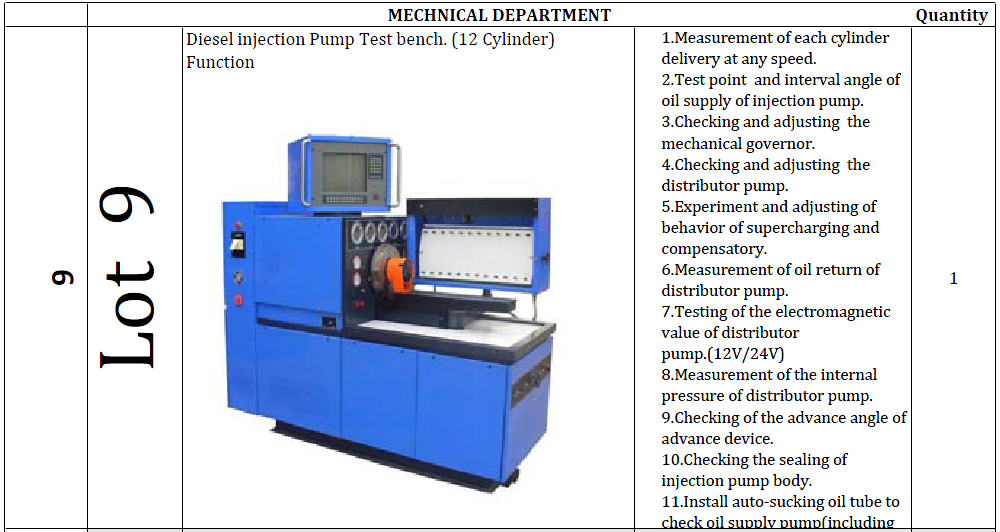 MECHNICAL DEPARTMENT
Quantity
9
Lot 9
Diesel injection Pump Test bench. (12 Cylinder)
Function
1.Measurement of each cylinder
delivery at any speed.
2.Test point and interval angle of
oil supply of injection pump.
3.Checking and adjusting the
mechanical governor.
4.Checking and adjusting the
distributor pump.
5.Experiment and adjusting of
behavior of supercharging and
compensatory.
6.Measurement of oil return of
distributor pump.
7.Testing of the electromagnetic
value of distributor
pump.(12V/24V)
8.Measurement of the internal
pressure of distributor pump.
9.Checking of the advance angle of
advance device.
10.Checking the sealing of
injection pump body.
11.Install auto-sucking oil tube to
check oil supply pump(including
1